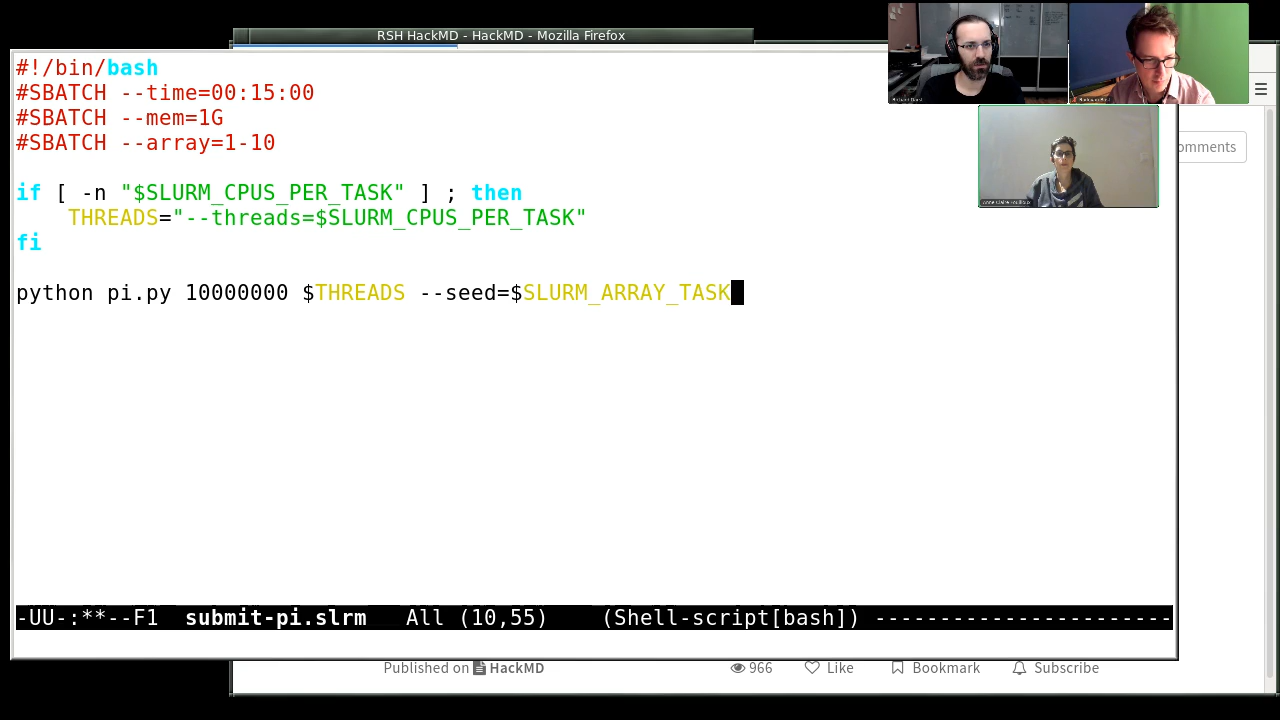 RSH HackMD - HackMD - Mozilla Firefox
#!/bin/bash
#SBATCH --time=00:15:00
#SBATCH --mem=1G
#SBATCH --array=1-10
omments
if [ -n "$SLURM_CPUS_PER_TASK" ] ; then
    THREADS="--threads=$SLURM_CPUS_PER_TASK"
fi
python pi.py 10000000 $THREADS --seed=$SLURM_ARRAY_TASK
-UU-:**--F1  submit-pi.slrm   All (10,55)    (Shell-script[bash]) -----------------------
Published on HackMD 966 Like Bookmark Subscribe